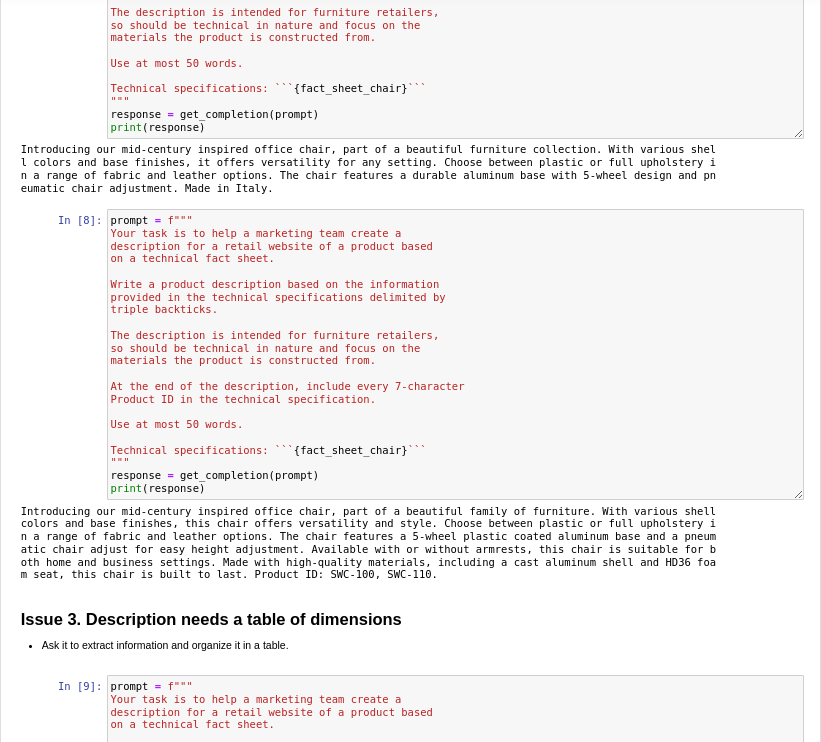 The description is intended for furniture retailers,
so should be technical in nature and focus on the
materials the product is constructed from.
Use at most 50 words.
Technical specifications: ```{fact_sheet_chair}```
"""
response = get_completion(prompt)
print(response)
Introducing our mid-century inspired office chair, part of a beautiful furniture collection. With various shel
l colors and base finishes, it offers versatility for any setting. Choose between plastic or full upholstery i
n a range of fabric and leather options. The chair features a durable aluminum base with 5-wheel design and pn
eumatic chair adjustment. Made in Italy.
In [8]: prompt = f"""
Your task is to help a marketing team create a
description for a retail website of a product based
on a technical fact sheet.
Write a product description based on the information
provided in the technical specifications delimited by
triple backticks.
The description is intended for furniture retailers,
so should be technical in nature and focus on the
materials the product is constructed from.
At the end of the description, include every 7-character
Product ID in the technical specification.
Use at most 50 words.
Technical specifications: ```{fact_sheet_chair}```
"""
response = get_completion(prompt)
print(response)
Introducing our mid-century inspired office chair, part of a beautiful family of furniture. With various shell
colors and base finishes, this chair offers versatility and style. Choose between plastic or full upholstery i
n a range of fabric and leather options. The chair features a 5-wheel plastic coated aluminum base and a pneum
atic chair adjust for easy height adjustment. Available with or without armrests, this chair is suitable for b
oth home and business settings. Made with high-quality materials, including a cast aluminum shell and HD36 foa
m seat, this chair is built to last. Product ID: SWC-100, SWC-110.
Issue 3. Description needs a table of dimensions
• Ask it to extract information and organize it in a table.
In [9]: prompt = f"""
Your task is to help a marketing team create a
description for a retail website of a product based
on a technical fact sheet.